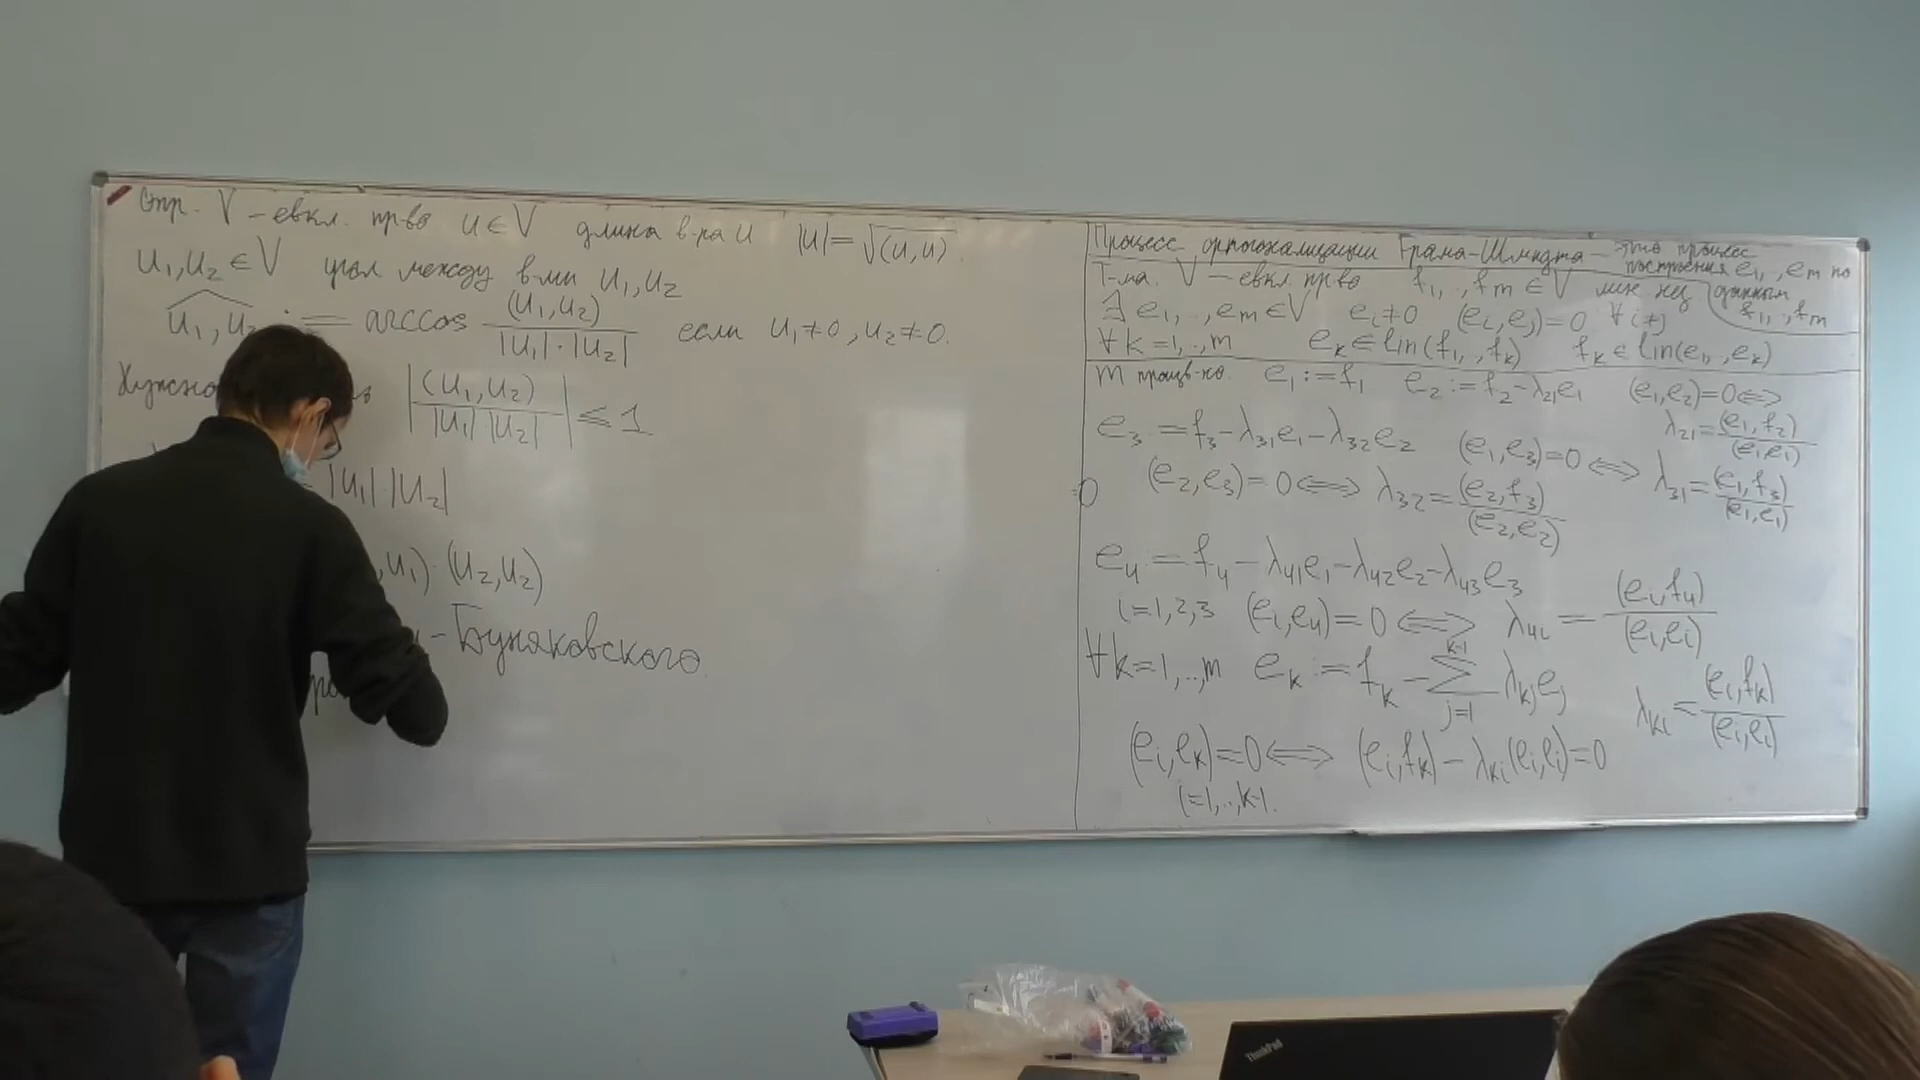 Опр. V – евкл. пр-во u ∈ V длина в-ра u |u| = √(u,u).
u₁,u₂ ∈ V угол между в-ми u₁,u₂
u₁, u₂ := arccos (u₁,u₂) / |u₁|·|u₂| если u₁≠0, u₂≠0.
|(u₁,u₂) / |u₁| |u₂|| ≤ 1
|u₁|·|u₂|
,u₁)·(u₂,u₂)
-Буняковского.
Процесс ортогонализации Грама-Шмидта – это процесс
построения e₁,..,eₘ по
данным
f₁,..,fₘ
Т-ма. V – евкл. пр-во f₁,..,fₘ ∈ V лин нез
∃ e₁,..,eₘ ∈ V eᵢ≠0 (eᵢ,eⱼ)=0 ∀ i≠j
∀ k=1,..,m eₖ ∈ lin(f₁,..,fₖ) fₖ ∈ lin(e₁,..,eₖ)
m произв-но. e₁ := f₁ e₂ := f₂ – λ₂₁e₁ (e₁,e₂)=0 ⟺
λ₂₁ = (e₁,f₂) / (e₁,e₁)
e₃ := f₃ – λ₃₁e₁ – λ₃₂e₂ (e₁,e₃)=0 ⟺ λ₃₁ = (e₁,f₃) / (e₁,e₁)
(e₂,e₃) = 0 ⟺ λ₃₂ = (e₂,f₃) / (e₂,e₂)
e₄ := f₄ – λ₄₁e₁ – λ₄₂e₂ – λ₄₃e₃
i=1,2,3 (eᵢ,e₄) = 0 ⟺ λ₄ᵢ = (eᵢ,f₄) / (eᵢ,eᵢ)
∀k=1,..,m eₖ := fₖ – Σ k-1 j=1 λₖⱼeⱼ λₖᵢ = (eᵢ,fₖ) / (eᵢ,eᵢ)
(eᵢ,eₖ)=0 ⟺ (eᵢ,fₖ) – λₖᵢ(eᵢ,eᵢ)=0
i=1,..,k-1.
ThinkPad